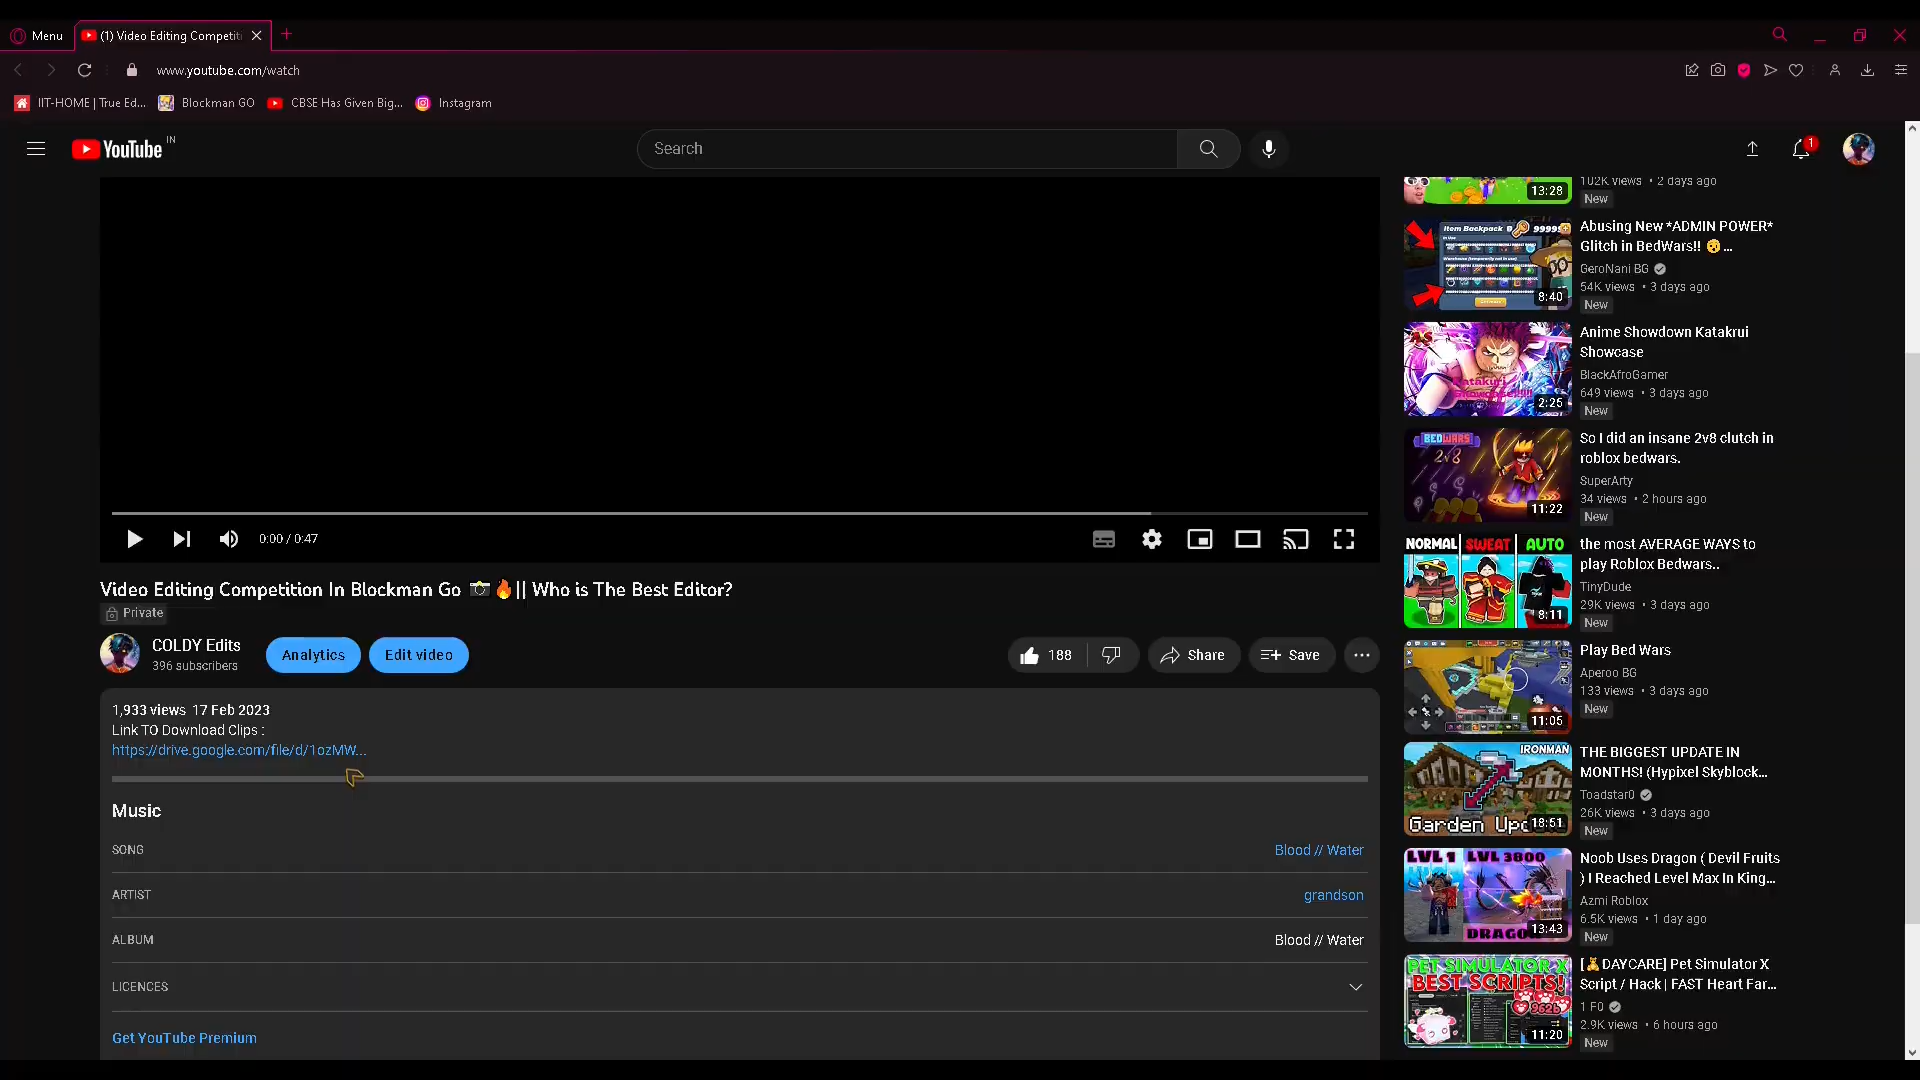 Menu
(1) Video Editing Competiti
www.youtube.com/watch
IIT-HOME | True Ed...
Blockman GO
CBSE Has Given Big...
Instagram
YouTube IN
Search
1
13:28
102K views • 2 days ago
New
Item Backpack
8:40
Abusing New *ADMIN POWER*
Glitch in BedWars!! 😯...
GeroNani BG
54K views • 3 days ago
New
2:25
Anime Showdown Katakrui
Showcase
BlackAfroGamer
649 views • 3 days ago
New
BEDWARS
2v8
11:22
So I did an insane 2v8 clutch in
roblox bedwars.
SuperArty
34 views • 2 hours ago
New
0:00 / 0:47
NORMAL SWEAT AUTO
8:11
the most AVERAGE WAYS to
play Roblox Bedwars..
TinyDude
29K views • 3 days ago
New
Video Editing Competition In Blockman Go 📸🔥|| Who is The Best Editor?
Private
COLDY Edits
396 subscribers
Analytics
Edit video
188
Share
Save
11:05
Play Bed Wars
Aperoo BG
133 views • 3 days ago
New
1,933 views 17 Feb 2023
Link TO Download Clips :
https://drive.google.com/file/d/1ozMW...
Music
SONG
Blood // Water
ARTIST
grandson
ALBUM
Blood // Water
LICENCES
Get YouTube Premium
IRONMAN
Garden Upd
18:51
THE BIGGEST UPDATE IN
MONTHS! (Hypixel Skyblock...
Toadstar0
26K views • 3 days ago
New
LVL 1 LVL 3800
DRAGO
13:43
Noob Uses Dragon ( Devil Fruits
) I Reached Level Max In King...
Azmi Roblox
6.5K views • 1 day ago
New
PET SIMULATOR X
BEST SCRIPTS!
962b
11:20
[🧸DAYCARE] Pet Simulator X
Script / Hack | FAST Heart Far...
1 F0
2.9K views • 6 hours ago
New